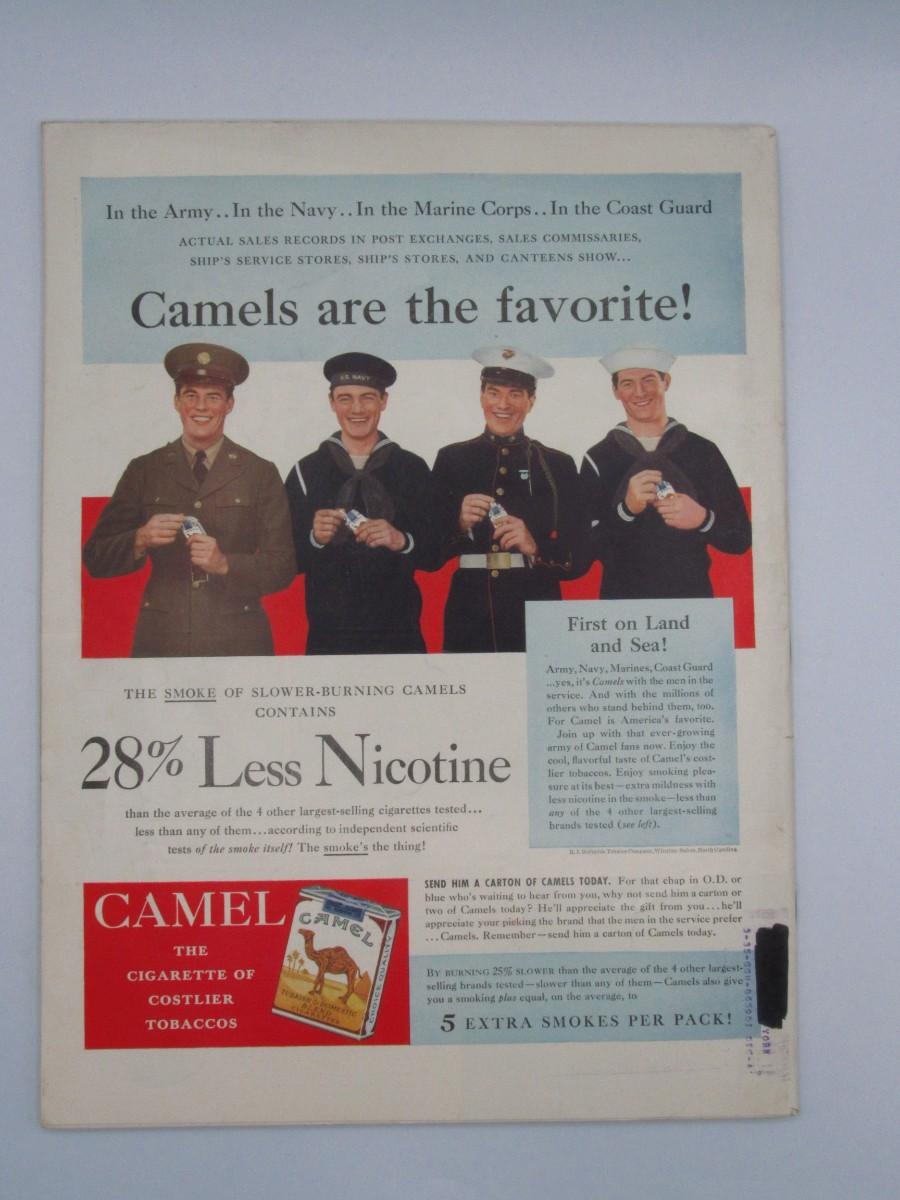 In the Army..In the Navy..In the Marine Corps..In the Coast Guard
ACTUAL SALES RECORDS IN POST EXCHANGES, SALES COMMISSARIES,
SHIP'S SERVICE STORES, SHIP'S STORES, AND CANTEENS SHOW...
Camels are the favorite!
U.S. NAVY
First on Land
and Sea!
Army, Navy, Marines, Coast Guard
...yes, it's Camels with the men in the
service. And with the millions of
others who stand behind them, too.
For Camel is America's favorite.
Join up with that ever-growing
army of Camel fans now. Enjoy the
cool, flavorful taste of Camel's cost-
lier tobaccos. Enjoy smoking plea-
sure at its best—extra mildness with
less nicotine in the smoke—less than
any of the 4 other largest-selling
brands tested (see left).
R. J. Reynolds Tobacco Company, Winston-Salem, North Carolina
THE SMOKE OF SLOWER-BURNING CAMELS
CONTAINS
28% Less Nicotine
than the average of the 4 other largest-selling cigarettes tested...
less than any of them...according to independent scientific
tests of the smoke itself! The smoke's the thing!
CAMEL
THE
CIGARETTE OF
COSTLIER
TOBACCOS
CAMEL
TURKISH & DOMESTIC
BLEND
CIGARETTES
CHOICE QUALITY
SEND HIM A CARTON OF CAMELS TODAY. For that chap in O.D. or
blue who's waiting to hear from you, why not send him a carton or
two of Camels today? He'll appreciate the gift from you...he'll
appreciate your picking the brand that the men in the service prefer
...Camels. Remember—send him a carton of Camels today.
BY BURNING 25% SLOWER than the average of the 4 other largest-
selling brands tested—slower than any of them—Camels also give
you a smoking plus equal, on the average, to
5 EXTRA SMOKES PER PACK!
YORK